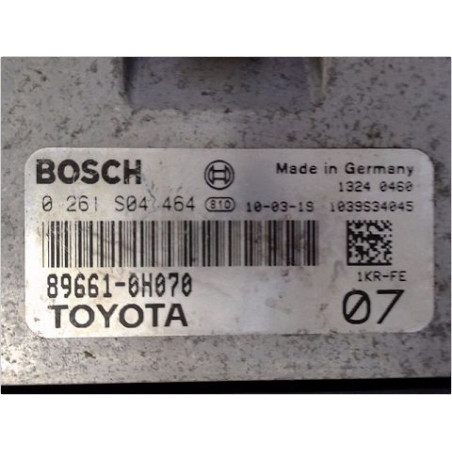 BOSCH Made in Germany
1324 0460
0 261 S04 464 810 10-03-1S 1039S34045
89661-0H070 1KR-FE
TOYOTA 07